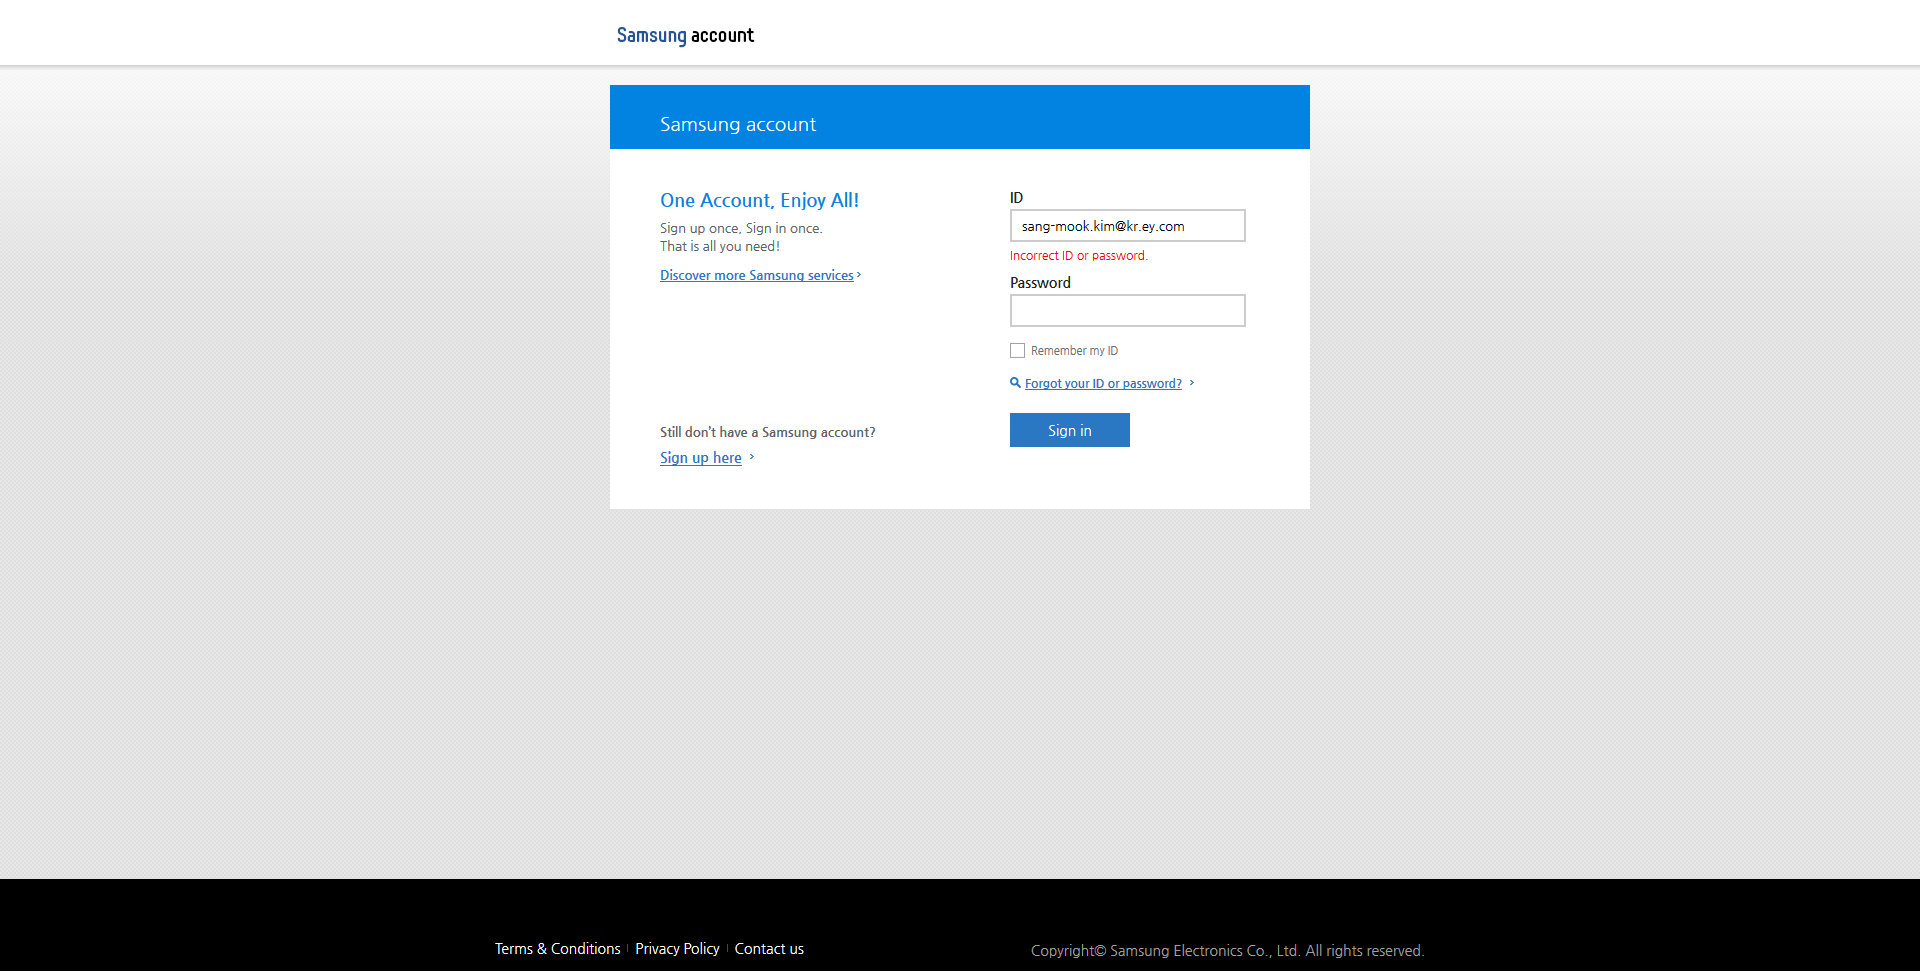 Samsung account
Samsung account
One Account, Enjoy All!
Sign up once, Sign in once.
That is all you need!
Discover more Samsung services
Still don't have a Samsung account?
Sign up here
ID
sang-mook.kim@kr.ey.com
Incorrect ID or password.
Password
Remember my ID
Forgot your ID or password?
Sign in
Terms & Conditions | Privacy Policy | Contact us
Copyright© Samsung Electronics Co., Ltd. All rights reserved.